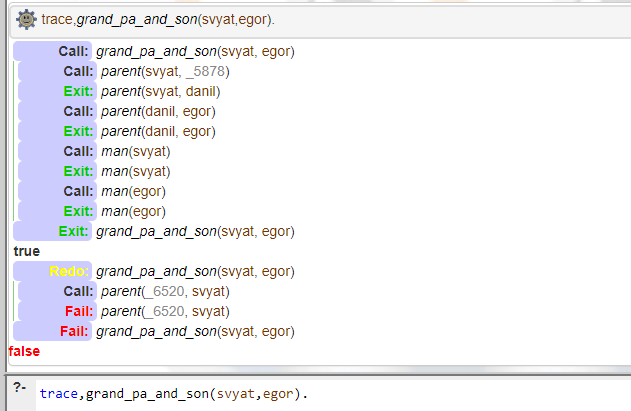 trace,grand_pa_and_son(svyat,egor).
Call: grand_pa_and_son(svyat, egor)
Call: parent(svyat, _5878)
Exit: parent(svyat, danil)
Call: parent(danil, egor)
Exit: parent(danil, egor)
Call: man(svyat)
Exit: man(svyat)
Call: man(egor)
Exit: man(egor)
Exit: grand_pa_and_son(svyat, egor)
true
Redo: grand_pa_and_son(svyat, egor)
Call: parent(_6520, svyat)
Fail: parent(_6520, svyat)
Fail: grand_pa_and_son(svyat, egor)
false
?- trace,grand_pa_and_son(svyat,egor).